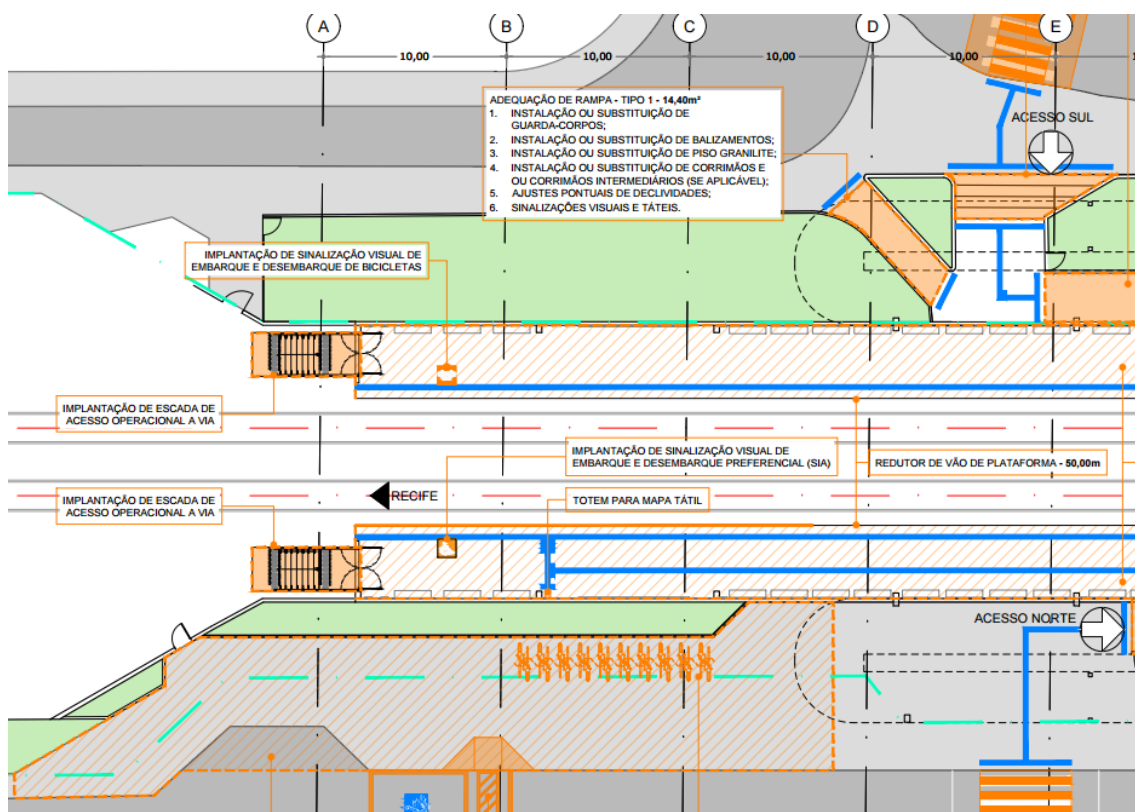 A B C D E
10,00 10,00 10,00 10,00
ADEQUAÇÃO DE RAMPA - TIPO 1 - 14,40m²
1. INSTALAÇÃO OU SUBSTITUIÇÃO DE
GUARDA-CORPOS;
2. INSTALAÇÃO OU SUBSTITUIÇÃO DE BALIZAMENTOS;
3. INSTALAÇÃO OU SUBSTITUIÇÃO DE PISO GRANILITE;
4. INSTALAÇÃO OU SUBSTITUIÇÃO DE CORRIMÃOS E
OU CORRIMÃOS INTERMEDIÁRIOS (SE APLICÁVEL);
5. AJUSTES PONTUAIS DE DECLIVIDADES;
6. SINALIZAÇÕES VISUAIS E TÁTEIS.
ACESSO SUL
IMPLANTAÇÃO DE SINALIZAÇÃO VISUAL DE
EMBARQUE E DESEMBARQUE DE BICICLETAS
IMPLANTAÇÃO DE ESCADA DE
ACESSO OPERACIONAL A VIA
IMPLANTAÇÃO DE SINALIZAÇÃO VISUAL DE
EMBARQUE E DESEMBARQUE PREFERENCIAL (SIA)
REDUTOR DE VÃO DE PLATAFORMA - 50,00m
IMPLANTAÇÃO DE ESCADA DE
ACESSO OPERACIONAL A VIA
RECIFE
TOTEM PARA MAPA TÁTIL
ACESSO NORTE